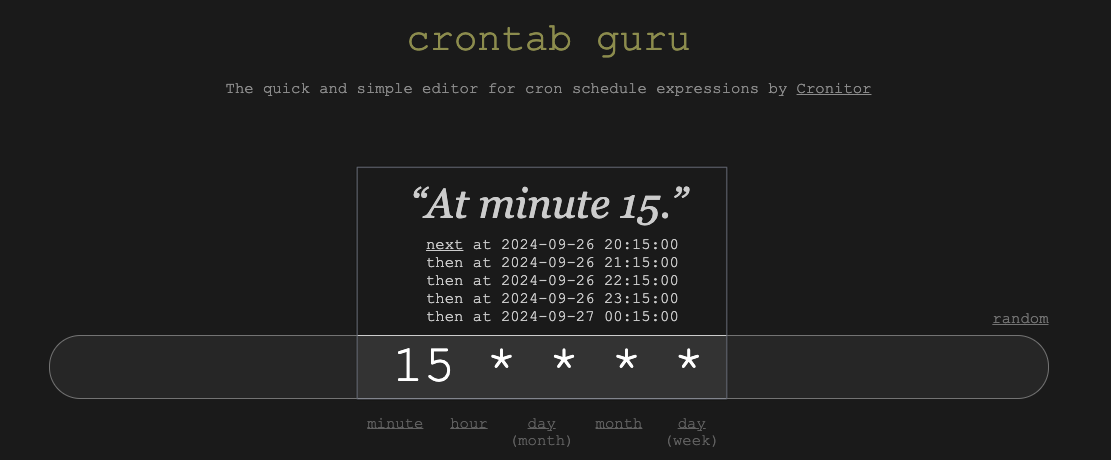 crontab guru
The quick and simple editor for cron schedule expressions by Cronitor
“At minute 15.”
next at 2024-09-26 20:15:00
then at 2024-09-26 21:15:00
then at 2024-09-26 22:15:00
then at 2024-09-26 23:15:00
then at 2024-09-27 00:15:00
random
15 * * * *
minute hour day month day
(month) (week)